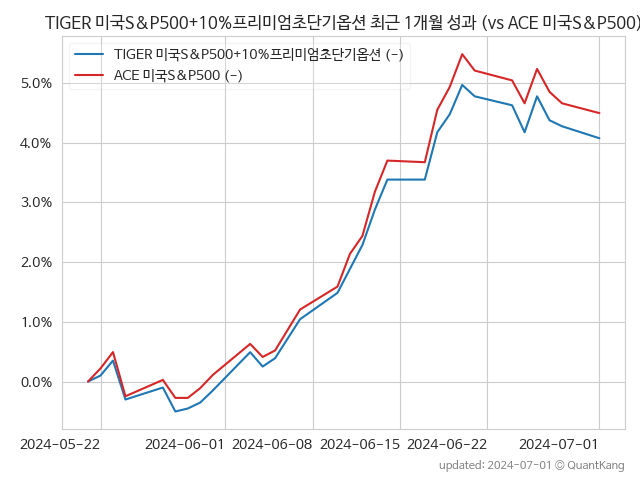 TIGER 미국S&P500+10%프리미엄초단기옵션 최근 1개월 성과 (vs ACE 미국S&P500)
TIGER 미국S&P500+10%프리미엄초단기옵션 (-)
ACE 미국S&P500 (-)
5.0%
4.0%
3.0%
2.0%
1.0%
0.0%
2024-05-22 2024-06-01 2024-06-08 2024-06-15 2024-06-22 2024-07-01
updated: 2024-07-01 © QuantKang